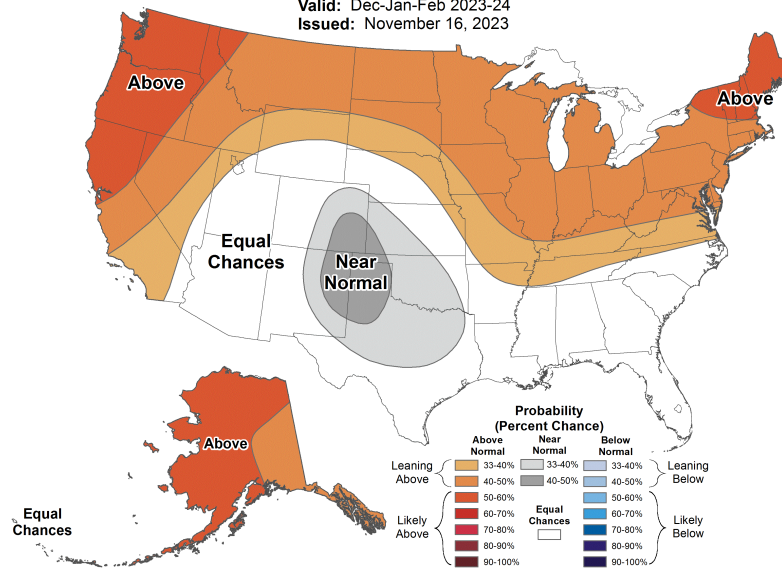 Valid: Dec-Jan-Feb 2023-24
Issued: November 16, 2023
Above
Above
Equal
Chances
Near
Normal
Above
Equal
Chances
Probability
(Percent Chance)
Above
Normal
Near
Normal
Below
Normal
Leaning
Above
33-40%
33-40%
33-40%
Leaning
Below
40-50%
40-50%
40-50%
Likely
Above
50-60%
60-70%
70-80%
80-90%
90-100%
Equal
Chances
50-60%
60-70%
70-80%
80-90%
90-100%
Likely
Below